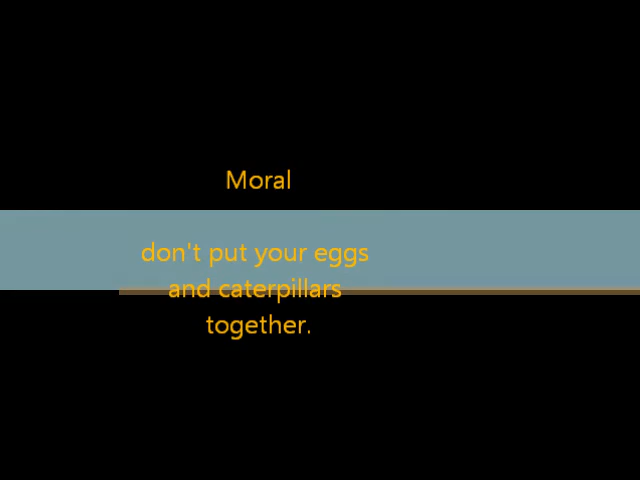 Moral
don't put your eggs
and caterpillars
together.